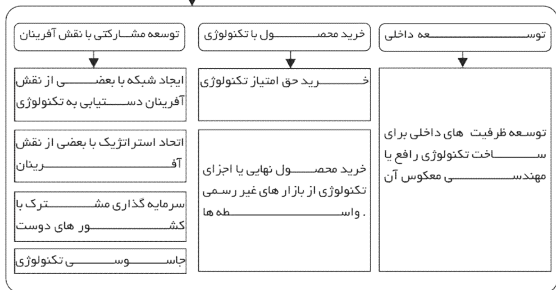 توسعه داخلی
توسعه ظرفیت های داخلی برای
ساخت تکنولوژی رافع یا
مهندسی معکوس آن
خرید محصول با تکنولوژی
خرید حق امتیاز تکنولوژی
خرید محصول نهایی یا اجزای
تکنولوژی از بازار های غیر رسمی
. واسطه ها
توسعه مشارکتی با نقش آفرینان
ایجاد شبکه با بعضی از نقش
آفرینان دستیابی به تکنولوژی
اتحاد استراتژیک با بعضی از نقش
آفرینان
سرمایه گذاری مشترک با
کشور های دوست
جاسوسی تکنولوژی